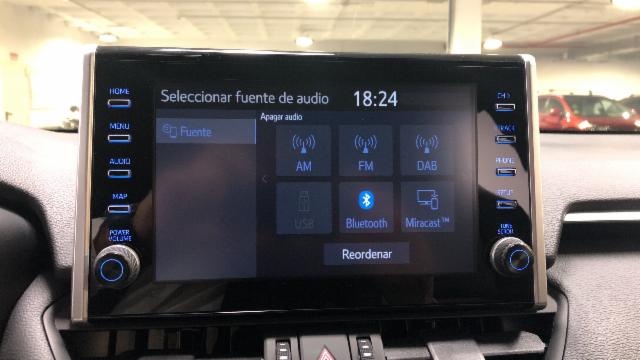 HOME
MENU
AUDIO
MAP
POWER
VOLUME
Seleccionar fuente de audio 18:24
Fuente
Apagar audio
AM
FM
DAB
USB
Bluetooth
Miracast™
Reordenar
CH
TRACK
PHONE
SETUP
TUNE
SCROLL